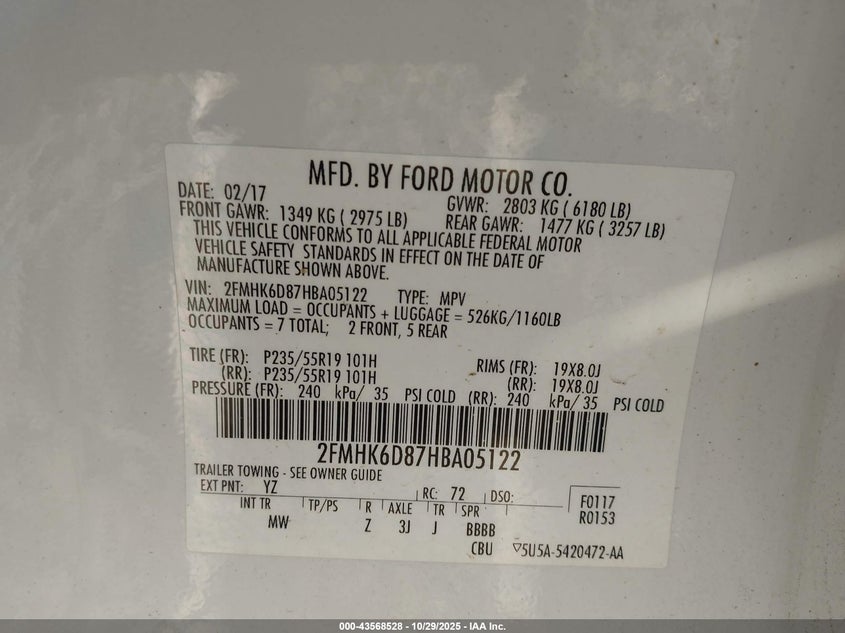 MFD. BY FORD MOTOR CO.
DATE: 02/17
GVWR: 2803 KG ( 6180 LB)
FRONT GAWR: 1349 KG ( 2975 LB)
REAR GAWR: 1477 KG ( 3257 LB)
THIS VEHICLE CONFORMS TO ALL APPLICABLE FEDERAL MOTOR
VEHICLE SAFETY STANDARDS IN EFFECT ON THE DATE OF
MANUFACTURE SHOWN ABOVE.
VIN: 2FMHK6D87HBA05122 TYPE: MPV
MAXIMUM LOAD = OCCUPANTS + LUGGAGE = 526KG/1160LB
OCCUPANTS = 7 TOTAL; 2 FRONT, 5 REAR
TIRE (FR): P235/55R19 101H RIMS (FR): 19X8.0J
(RR): P235/55R19 101H (RR): 19X8.0J
PRESSURE (FR): 240 kPa/ 35 PSI COLD (RR): 240 kPa/ 35 PSI COLD
2FMHK6D87HBA05122
TRAILER TOWING - SEE OWNER GUIDE
EXT PNT: YZ RC: 72 DSO: F0117
R0153
INT TR TP/PS R AXLE TR SPR
MW Z 3J J BBBB
CBU ▽5U5A-5420472-AA
000-43568528 - 10/29/2025 - IAA Inc.